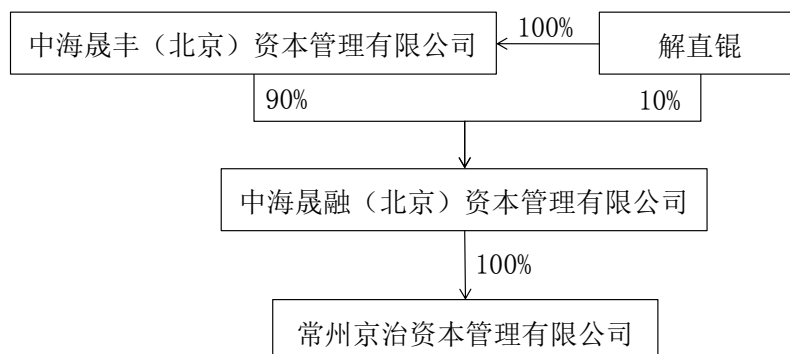 中海晟丰（北京）资本管理有限公司
100%
解直锟
90%
10%
中海晟融（北京）资本管理有限公司
100%
常州京治资本管理有限公司